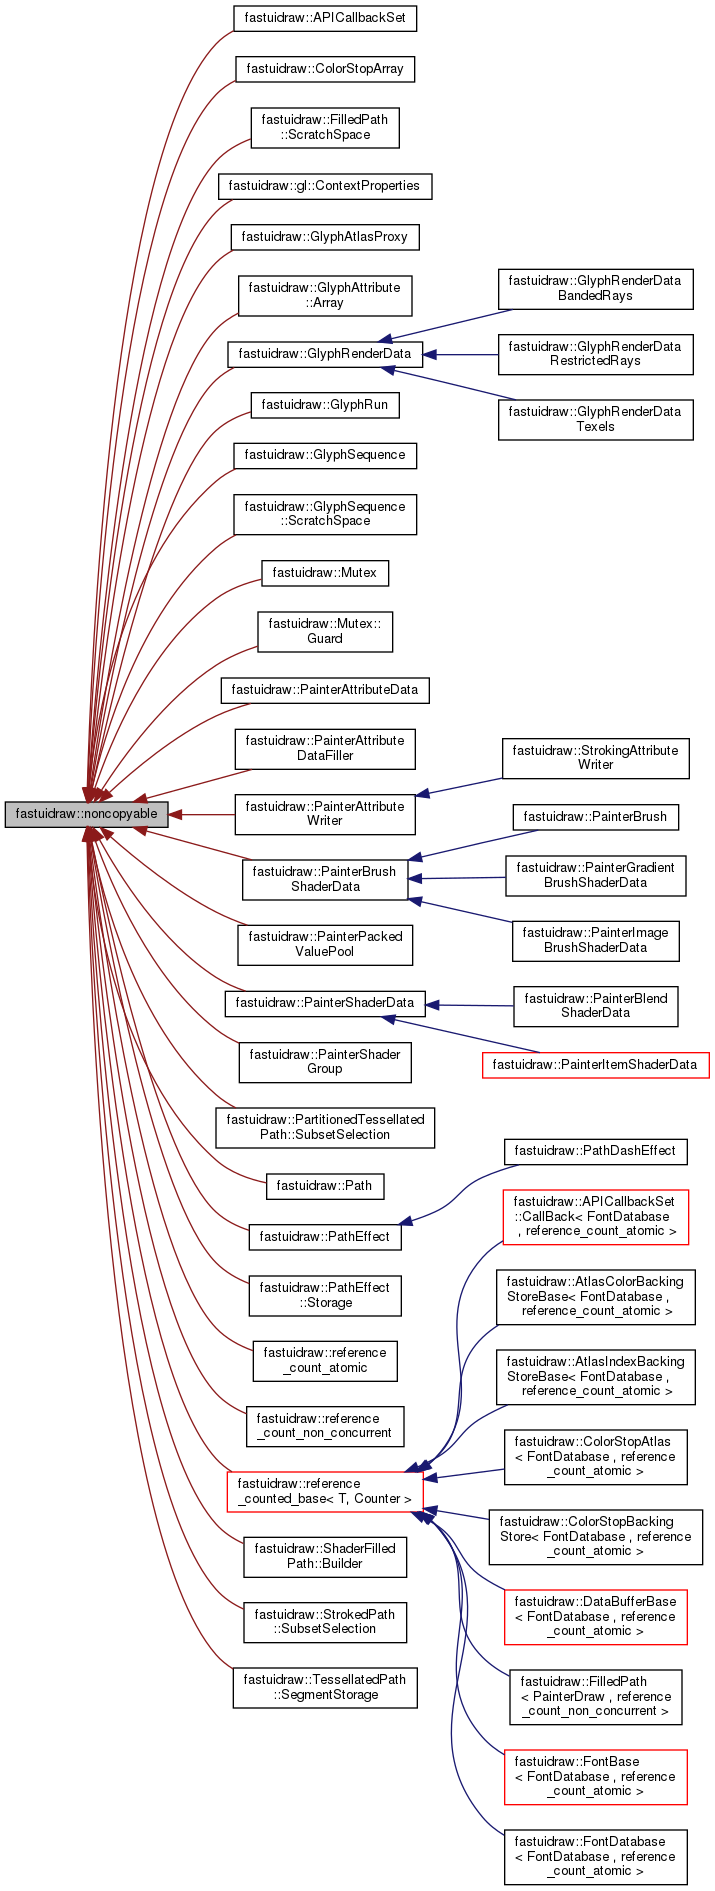 fastuidraw::APICallbackSet
fastuidraw::ColorStopArray
fastuidraw::FilledPath
::ScratchSpace
fastuidraw::gl::ContextProperties
fastuidraw::GlyphAtlasProxy
fastuidraw::GlyphAttribute
::Array
fastuidraw::GlyphRenderData
fastuidraw::GlyphRenderData
BandedRays
fastuidraw::GlyphRenderData
RestrictedRays
fastuidraw::GlyphRenderData
Texels
fastuidraw::GlyphRun
fastuidraw::GlyphSequence
fastuidraw::GlyphSequence
::ScratchSpace
fastuidraw::Mutex
fastuidraw::Mutex::
Guard
fastuidraw::PainterAttributeData
fastuidraw::PainterAttribute
DataFiller
fastuidraw::noncopyable
fastuidraw::PainterAttribute
Writer
fastuidraw::StrokingAttribute
Writer
fastuidraw::PainterBrush
ShaderData
fastuidraw::PainterBrush
fastuidraw::PainterGradient
BrushShaderData
fastuidraw::PainterImage
BrushShaderData
fastuidraw::PainterPacked
ValuePool
fastuidraw::PainterShaderData
fastuidraw::PainterBlend
ShaderData
fastuidraw::PainterItemShaderData
fastuidraw::PainterShader
Group
fastuidraw::PartitionedTessellated
Path::SubsetSelection
fastuidraw::Path
fastuidraw::PathEffect
fastuidraw::PathDashEffect
fastuidraw::PathEffect
::Storage
fastuidraw::reference
_count_atomic
fastuidraw::reference
_count_non_concurrent
fastuidraw::reference
_counted_base< T, Counter >
fastuidraw::APICallbackSet
::CallBack< FontDatabase
, reference_count_atomic >
fastuidraw::AtlasColorBacking
StoreBase< FontDatabase ,
reference_count_atomic >
fastuidraw::AtlasIndexBacking
StoreBase< FontDatabase ,
reference_count_atomic >
fastuidraw::ColorStopAtlas
< FontDatabase , reference
_count_atomic >
fastuidraw::ColorStopBacking
Store< FontDatabase , reference
_count_atomic >
fastuidraw::DataBufferBase
< FontDatabase , reference
_count_atomic >
fastuidraw::FilledPath
< PainterDraw , reference
_count_non_concurrent >
fastuidraw::FontBase
< FontDatabase , reference
_count_atomic >
fastuidraw::FontDatabase
< FontDatabase , reference
_count_atomic >
fastuidraw::ShaderFilled
Path::Builder
fastuidraw::StrokedPath
::SubsetSelection
fastuidraw::TessellatedPath
::SegmentStorage